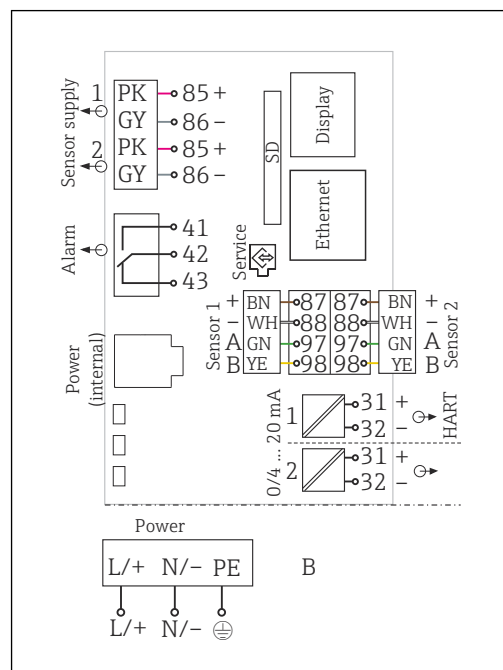 Sensor supply
1 PK 85 +
GY 86 -
2 PK 85 +
GY 86 -
Display
SD
Ethernet
Alarm
41
42
43
Service
Sensor 1
+ BN 87 87 BN +
- WH 88 88 WH -
A GN 97 97 GN A
B YE 98 98 YE B
Sensor 2
Power
(internal)
0/4 ... 20 mA
1 31 +
32 -
HART
2 31 +
32 -
Power
L/+ N/- PE
B
L/+ N/-